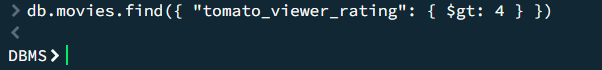 > db.movies.find({ "tomato_viewer_rating": { $gt: 4 } })
<
DBMS>